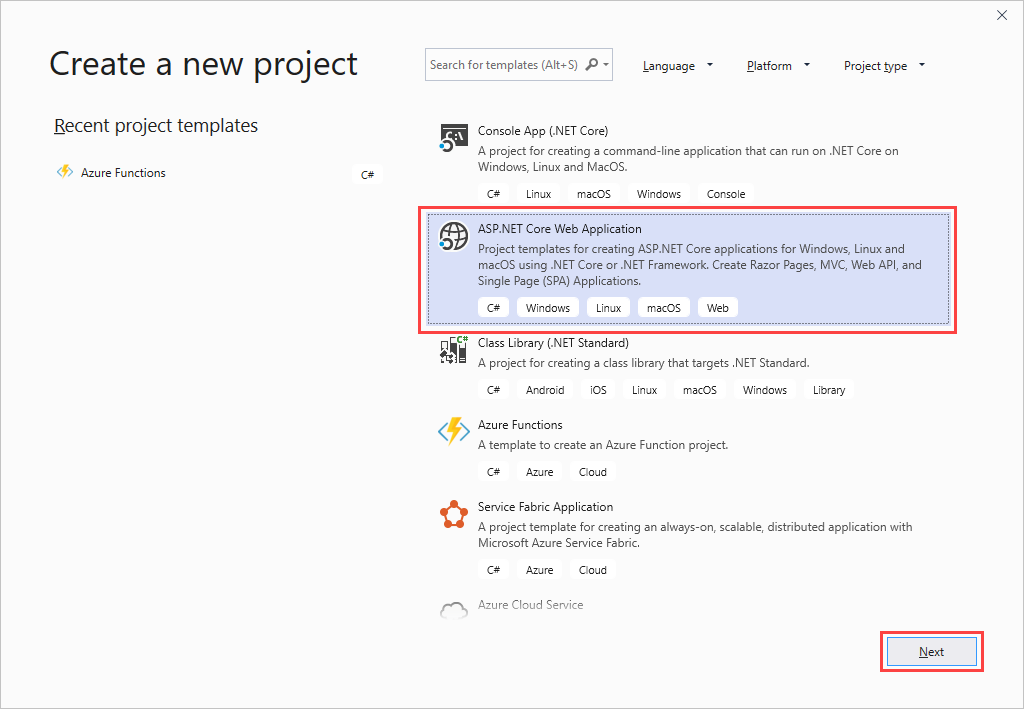 Create a new project
Search for templates (Alt+S)
Language
Platform
Project type
Recent project templates
Azure Functions
C#
Console App (.NET Core)
A project for creating a command-line application that can run on .NET Core on
Windows, Linux and MacOS.
C# Linux macOS Windows Console
ASP.NET Core Web Application
Project templates for creating ASP.NET Core applications for Windows, Linux and
macOS using .NET Core or .NET Framework. Create Razor Pages, MVC, Web API, and
Single Page (SPA) Applications.
C# Windows Linux macOS Web
Class Library (.NET Standard)
A project for creating a class library that targets .NET Standard.
C# Android iOS Linux macOS Windows Library
Azure Functions
A template to create an Azure Function project.
C# Azure Cloud
Service Fabric Application
A project template for creating an always-on, scalable, distributed application with
Microsoft Azure Service Fabric.
C# Azure Cloud
Azure Cloud Service
Next